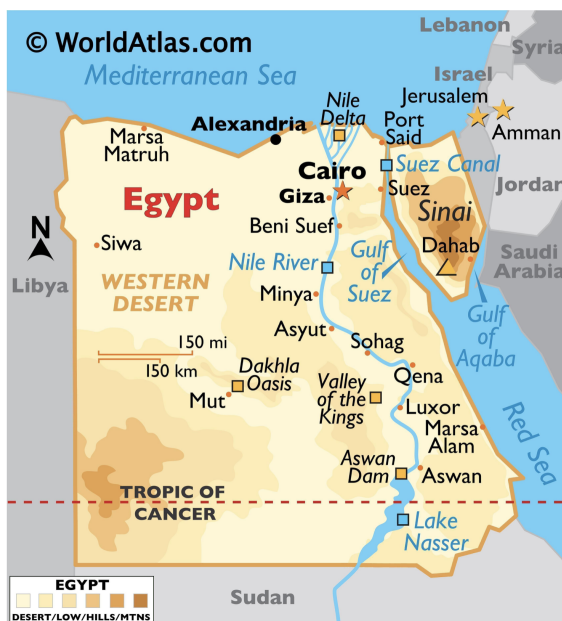 © WorldAtlas.com
Lebanon
Syria
Mediterranean Sea
Israel
Jerusalem
Nile
Delta
Port
Said
Amman
Marsa
Matruh
Alexandria
Cairo
Suez Canal
Giza
Suez
Jordan
Egypt
Sinai
N
Beni Suef
Siwa
Dahab
Saudi
Arabia
Nile River
Gulf
of
Suez
Libya
WESTERN
DESERT
Minya
Gulf
of
Aqaba
Asyut
150 mi
150 km
Sohag
Dakhla
Oasis
Qena
Mut
Valley
of the
Kings
Luxor
Marsa
Alam
Red Sea
Aswan
Dam
Aswan
TROPIC OF
CANCER
Lake
Nasser
EGYPT
DESERT/LOW/HILLS/MTNS
Sudan